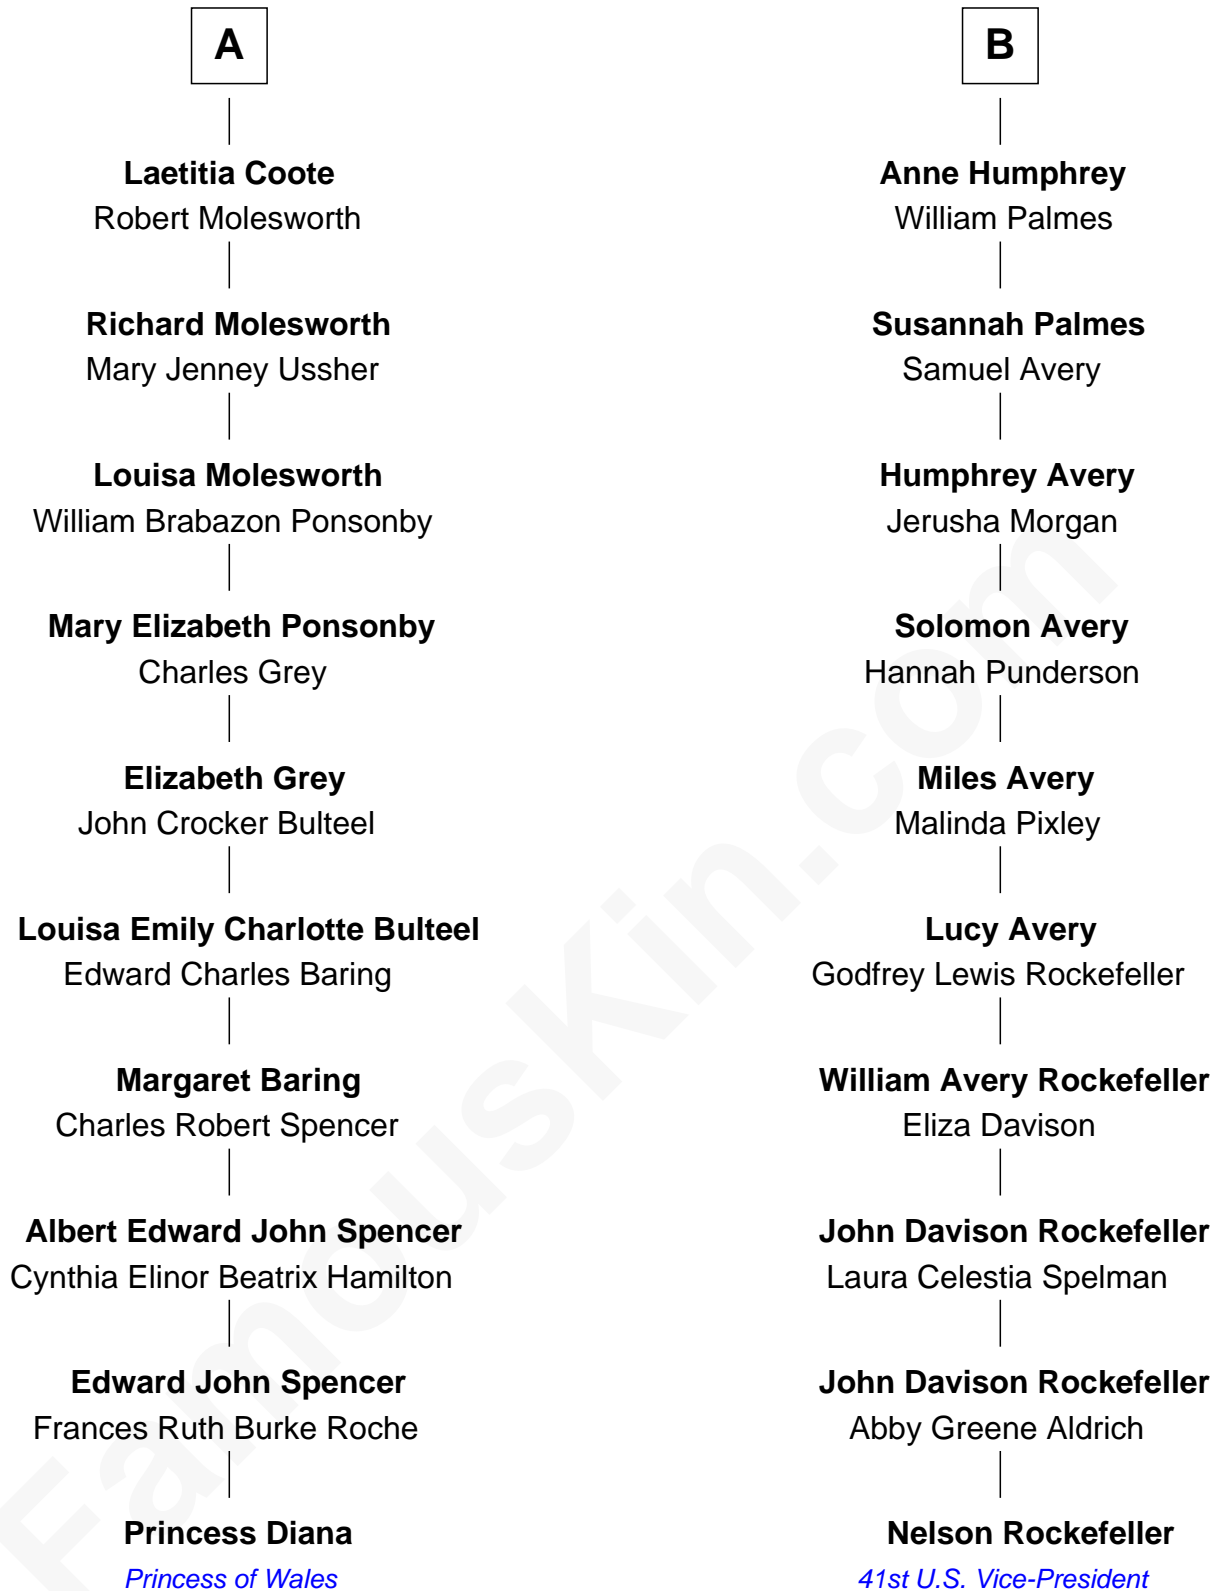 A
Laetitia Coote
Robert Molesworth
Richard Molesworth
Mary Jenney Ussher
Louisa Molesworth
William Brabazon Ponsonby
Mary Elizabeth Ponsonby
Charles Grey
Elizabeth Grey
John Crocker Bulteel
Louisa Emily Charlotte Bulteel
Edward Charles Baring
Margaret Baring
Charles Robert Spencer
Albert Edward John Spencer
Cynthia Elinor Beatrix Hamilton
Edward John Spencer
Frances Ruth Burke Roche
Princess Diana
Princess of Wales
B
Anne Humphrey
William Palmes
Susannah Palmes
Samuel Avery
Humphrey Avery
Jerusha Morgan
Solomon Avery
Hannah Punderson
Miles Avery
Malinda Pixley
Lucy Avery
Godfrey Lewis Rockefeller
William Avery Rockefeller
Eliza Davison
John Davison Rockefeller
Laura Celestia Spelman
John Davison Rockefeller
Abby Greene Aldrich
Nelson Rockefeller
41st U.S. Vice-President
FamousKin.com